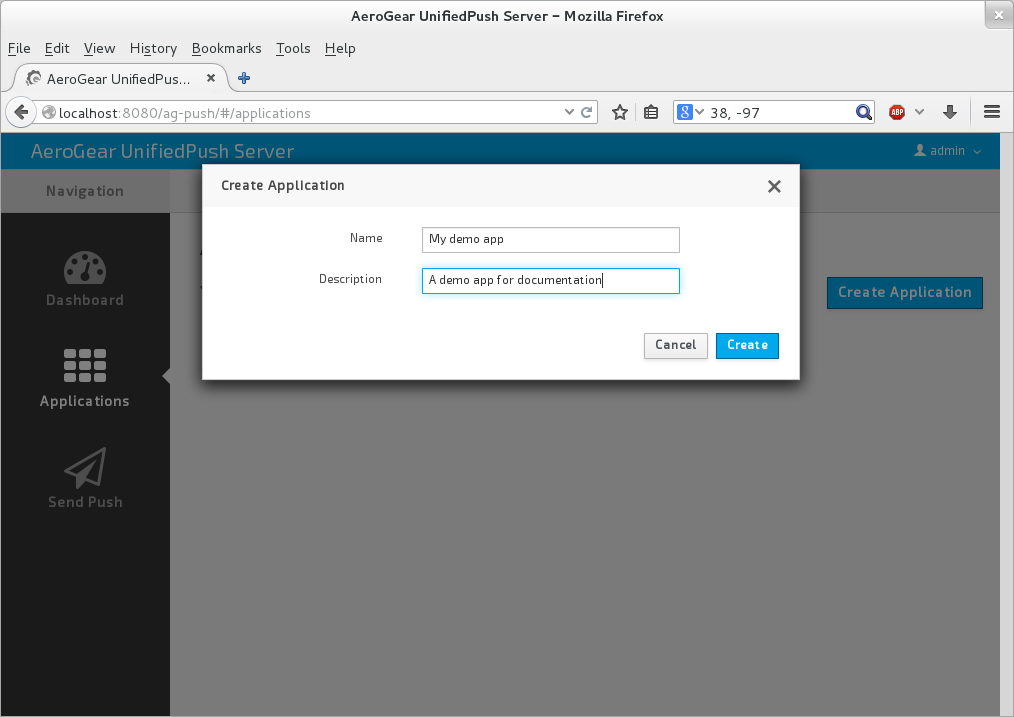 AeroGear UnifiedPush Server – Mozilla Firefox
File Edit View History Bookmarks Tools Help
AeroGear UnifiedPus...
localhost:8080/ag-push/#/applications
8
38, -97
ABP
AeroGear UnifiedPush Server
admin
Navigation
Create Application
Name
My demo app
Description
A demo app for documentation
Cancel
Create
Dashboard
Create Application
Applications
Send Push